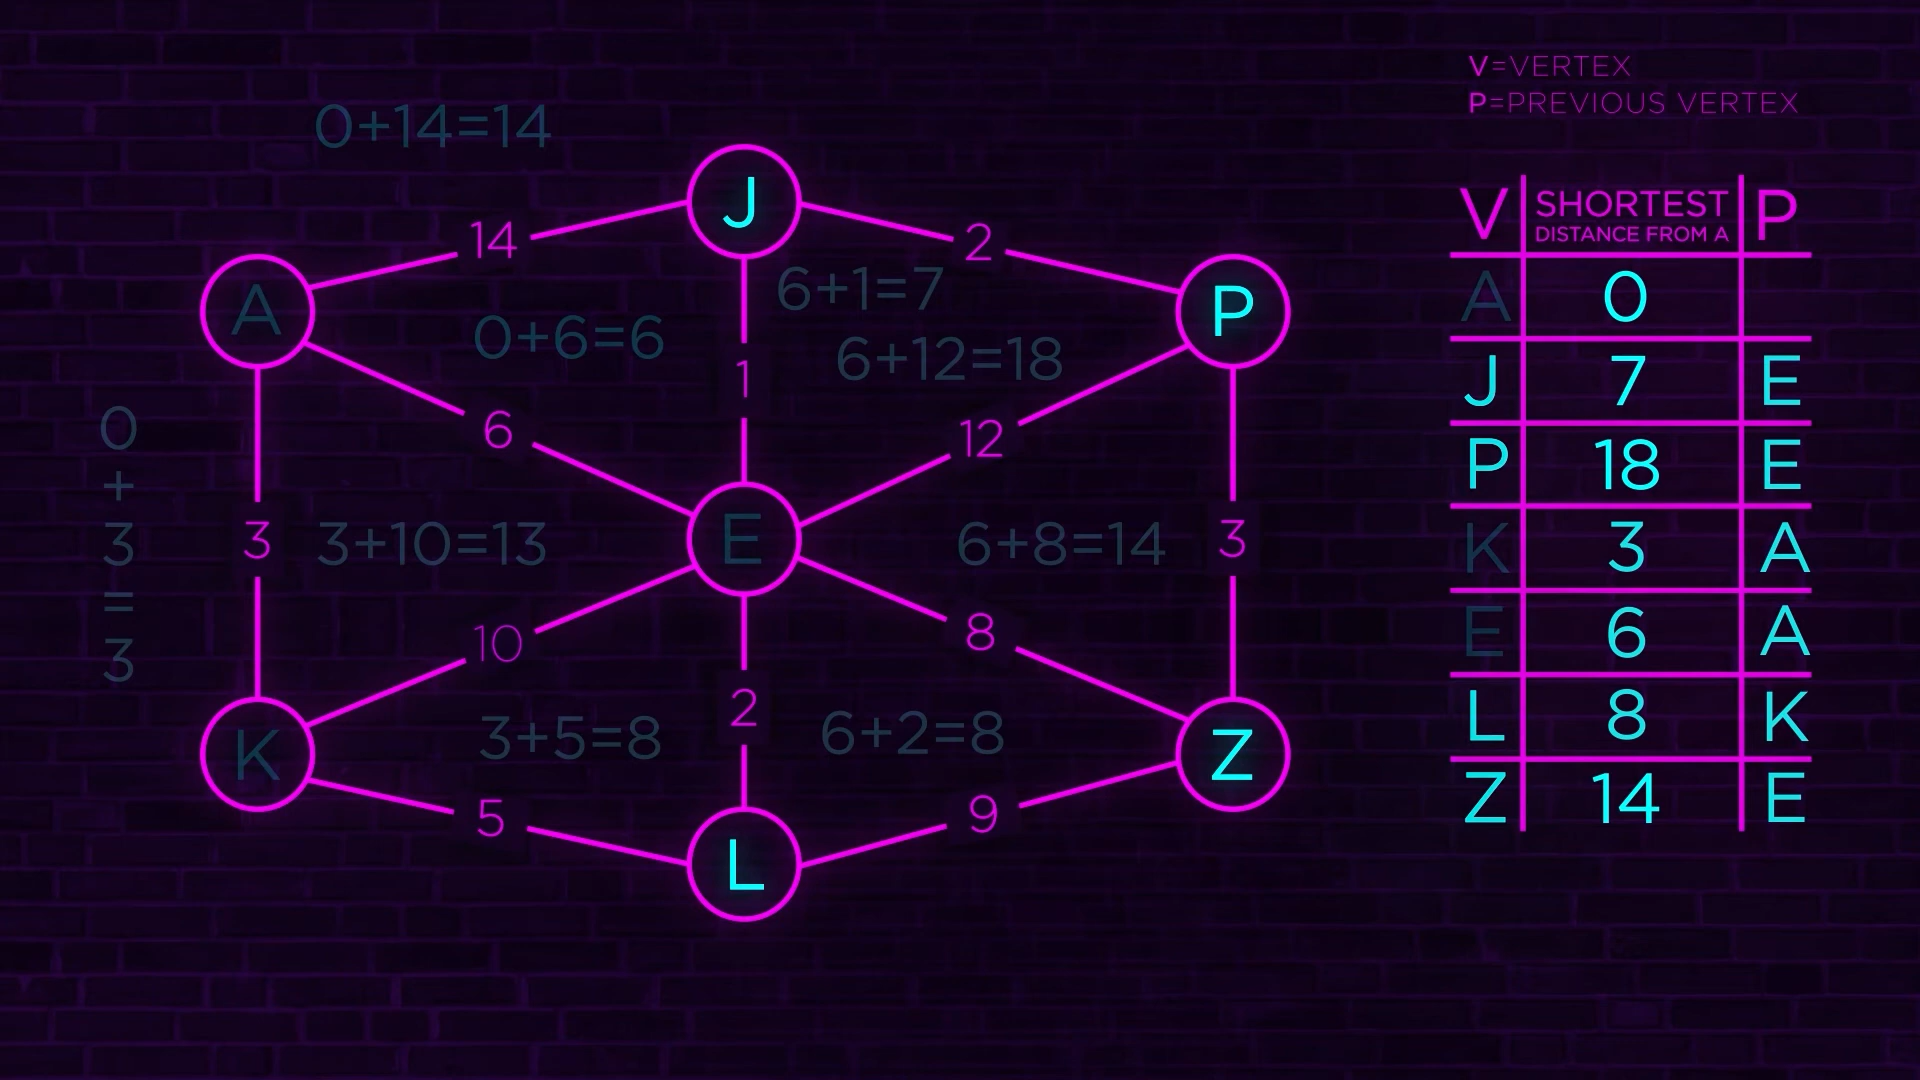 V=VERTEX
P=PREVIOUS VERTEX
0+14=14
J
14
2
6+1=7
A
P
0+6=6
6+12=18
1
6
12
0+3=3
3
3+10=13
E
6+8=14
3
10
8
2
3+5=8
6+2=8
K
Z
5
9
L
V SHORTEST DISTANCE FROM A P
A 0
J 7 E
P 18 E
K 3 A
E 6 A
L 8 K
Z 14 E